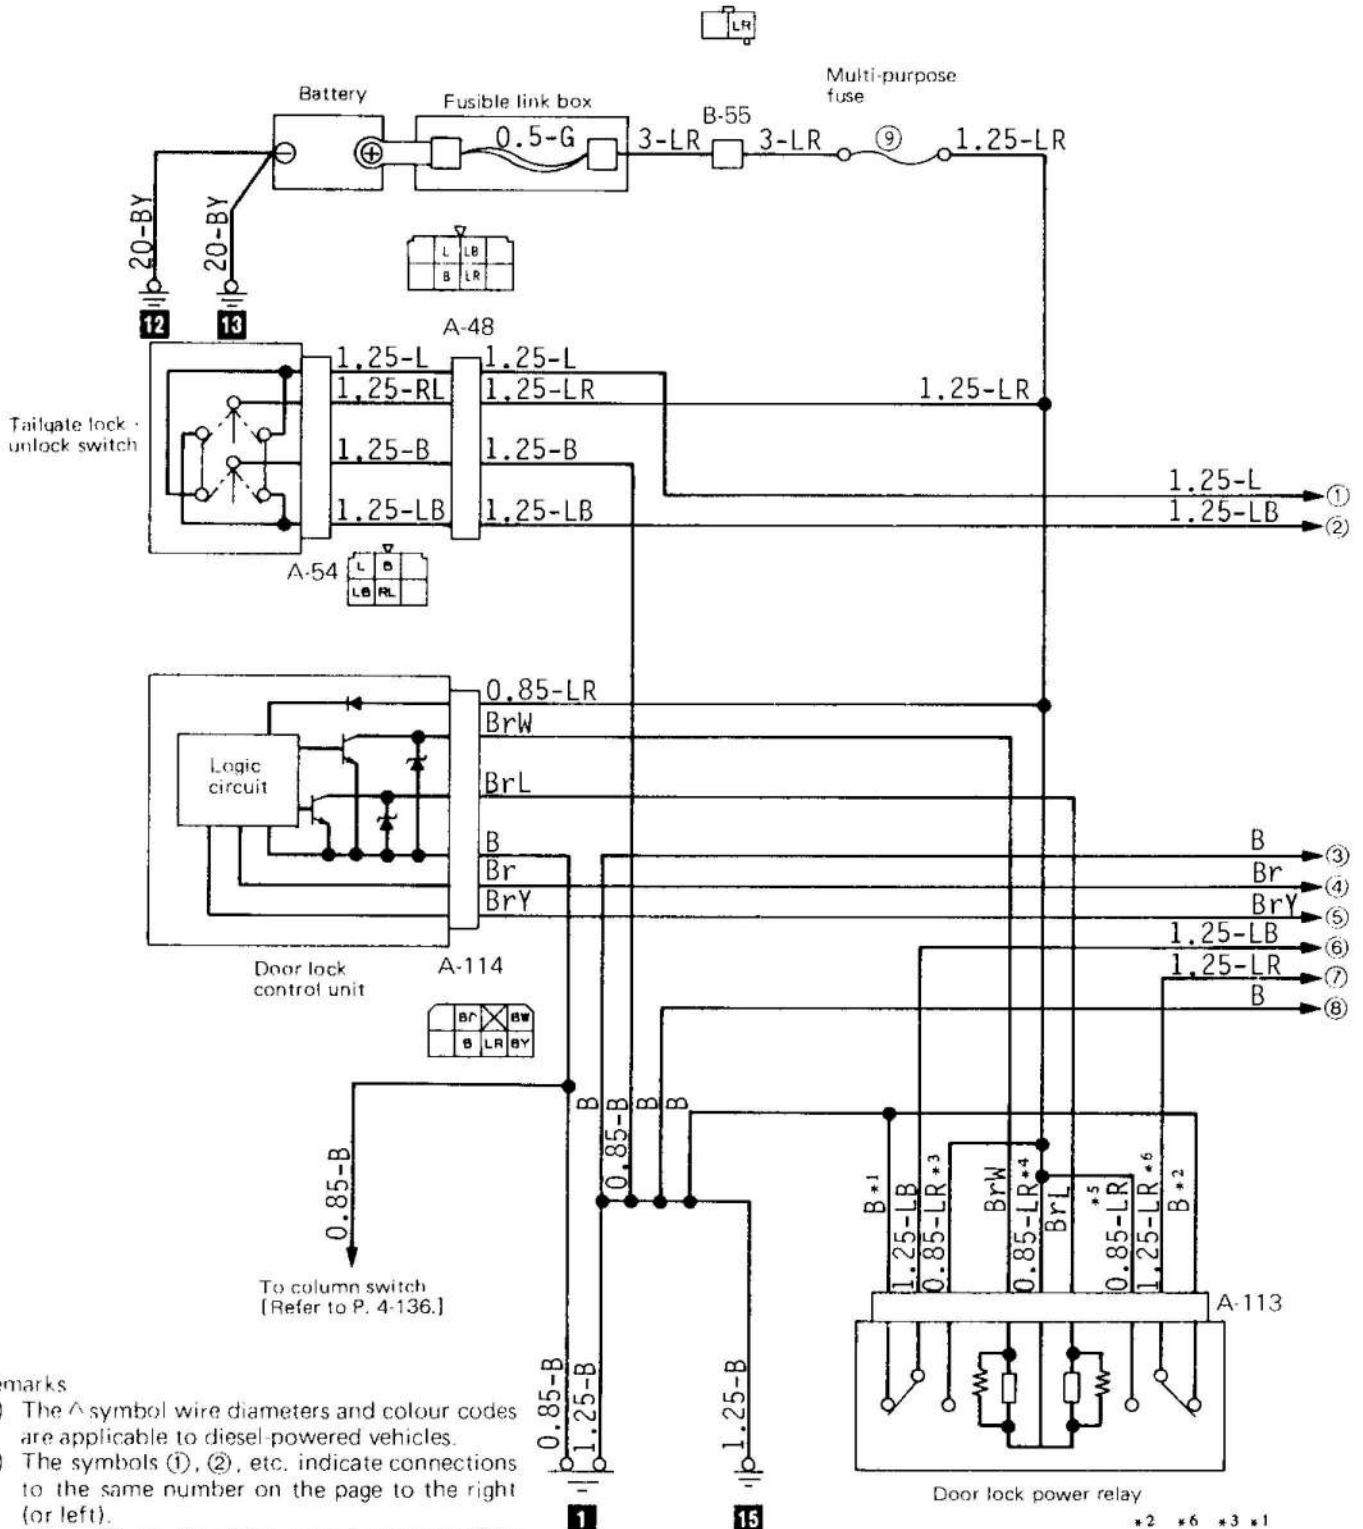 LR
Multi-purpose
fuse
Battery
Fusible link box
B-55
0.5-G
3-LR
3-LR
⑨
1.25-LR
20-BY
20-BY
12
13
L LB
B LR
A-48
1.25-L
1.25-L
1.25-RL
1.25-LR
1.25-LR
Tailgate lock ·
unlock switch
1.25-B
1.25-B
1.25-LB
1.25-LB
1.25-L
①
1.25-LB
②
A-54
L B
LB RL
0.85-LR
BrW
Logic
circuit
BrL
B
Br
BrY
B
③
Br
④
BrY
⑤
1.25-LB
⑥
1.25-LR
⑦
B
⑧
Door lock
control unit
A-114
Br BW
B LR BY
0.85-B
B
0.85-B
B
B
B*1
1.25-LB
0.85-LR*3
BrW
0.85-LR*4
BrL
*5
0.85-LR
1.25-LR*6
B*2
To column switch
[Refer to P. 4-136.]
A-113
0.85-B
1.25-B
1.25-B
1
15
Door lock power relay
*2 *6 *3 *1
emarks
) The ^ symbol wire diameters and colour codes
are applicable to diesel-powered vehicles.
) The symbols ①, ②, etc. indicate connections
to the same number on the page to the right
(or left).